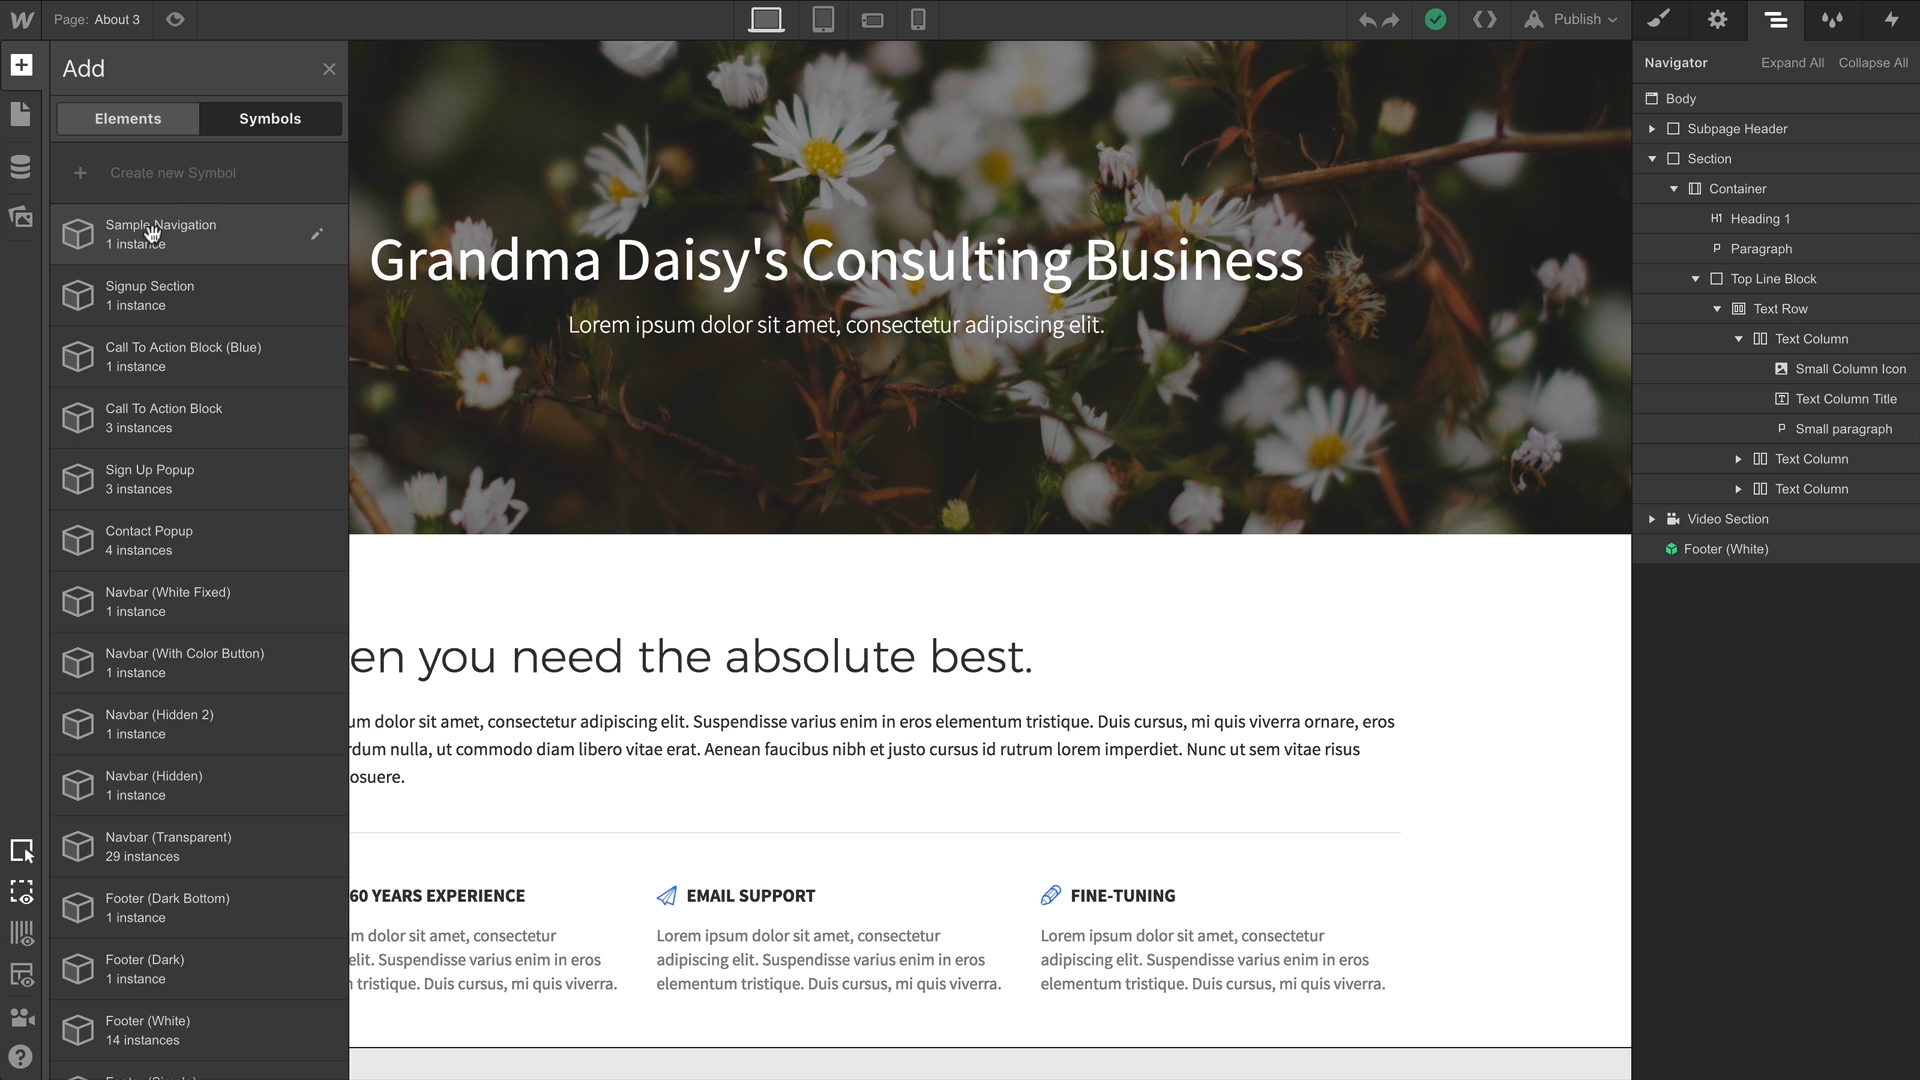 Page: About 3
Publish
Add
Elements
Symbols
Create new Symbol
Sample Navigation
1 instance
Signup Section
1 instance
Call To Action Block (Blue)
1 instance
Call To Action Block
3 instances
Sign Up Popup
3 instances
Contact Popup
4 instances
Navbar (White Fixed)
1 instance
Navbar (With Color Button)
1 instance
Navbar (Hidden 2)
1 instance
Navbar (Hidden)
1 instance
Navbar (Transparent)
29 instances
Footer (Dark Bottom)
1 instance
Footer (Dark)
1 instance
Footer (White)
14 instances
Grandma Daisy's Consulting Business
Lorem ipsum dolor sit amet, consectetur adipiscing elit.
en you need the absolute best.
um dolor sit amet, consectetur adipiscing elit. Suspendisse varius enim in eros elementum tristique. Duis cursus, mi quis viverra ornare, eros
rdum nulla, ut commodo diam libero vitae erat. Aenean faucibus nibh et justo cursus id rutrum lorem imperdiet. Nunc ut sem vitae risus
osuere.
60 YEARS EXPERIENCE
m dolor sit amet, consectetur
elit. Suspendisse varius enim in eros
tristique. Duis cursus, mi quis viverra.
EMAIL SUPPORT
Lorem ipsum dolor sit amet, consectetur
adipiscing elit. Suspendisse varius enim in eros
elementum tristique. Duis cursus, mi quis viverra.
FINE-TUNING
Lorem ipsum dolor sit amet, consectetur
adipiscing elit. Suspendisse varius enim in eros
elementum tristique. Duis cursus, mi quis viverra.
Navigator
Expand All
Collapse All
Body
Subpage Header
Section
Container
H1 Heading 1
P Paragraph
Top Line Block
Text Row
Text Column
Small Column Icon
Text Column Title
P Small paragraph
Text Column
Text Column
Video Section
Footer (White)